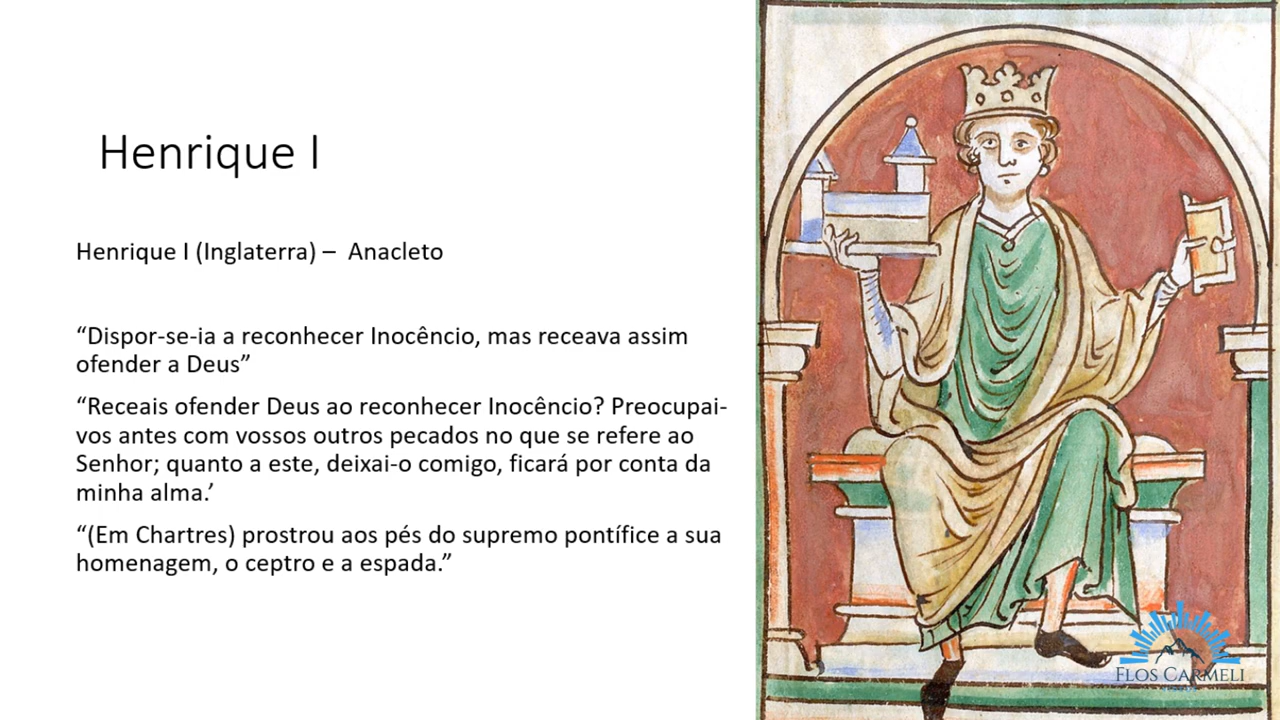 Henrique I
Henrique I (Inglaterra) – Anacleto
“Dispor-se-ia a reconhecer Inocêncio, mas receava assim
ofender a Deus”
“Receais ofender Deus ao reconhecer Inocêncio? Preocupai-
vos antes com vossos outros pecados no que se refere ao
Senhor; quanto a este, deixai-o comigo, ficará por conta da
minha alma.’
“(Em Chartres) prostrou aos pés do supremo pontífice a sua
homenagem, o ceptro e a espada.”
FLOS CARMELI